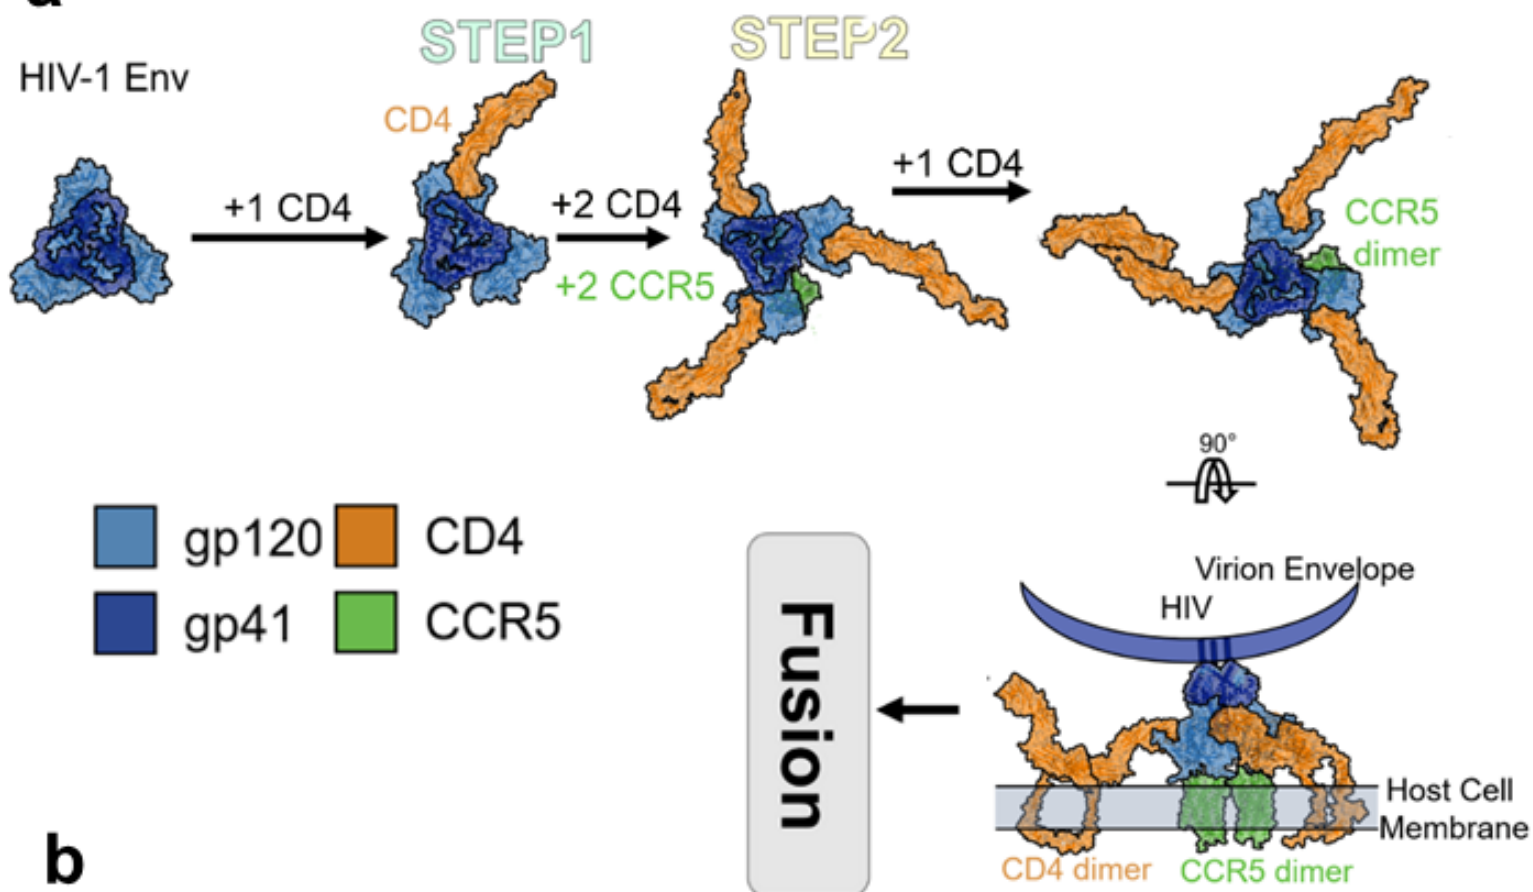 a
STEP1
STEP2
HIV-1 Env
CD4
+1 CD4
+2 CD4
+2 CCR5
+1 CD4
CCR5
dimer
90°
gp120
CD4
gp41
CCR5
Virion Envelope
HIV
Fusion
Host Cell
Membrane
CD4 dimer
CCR5 dimer
b